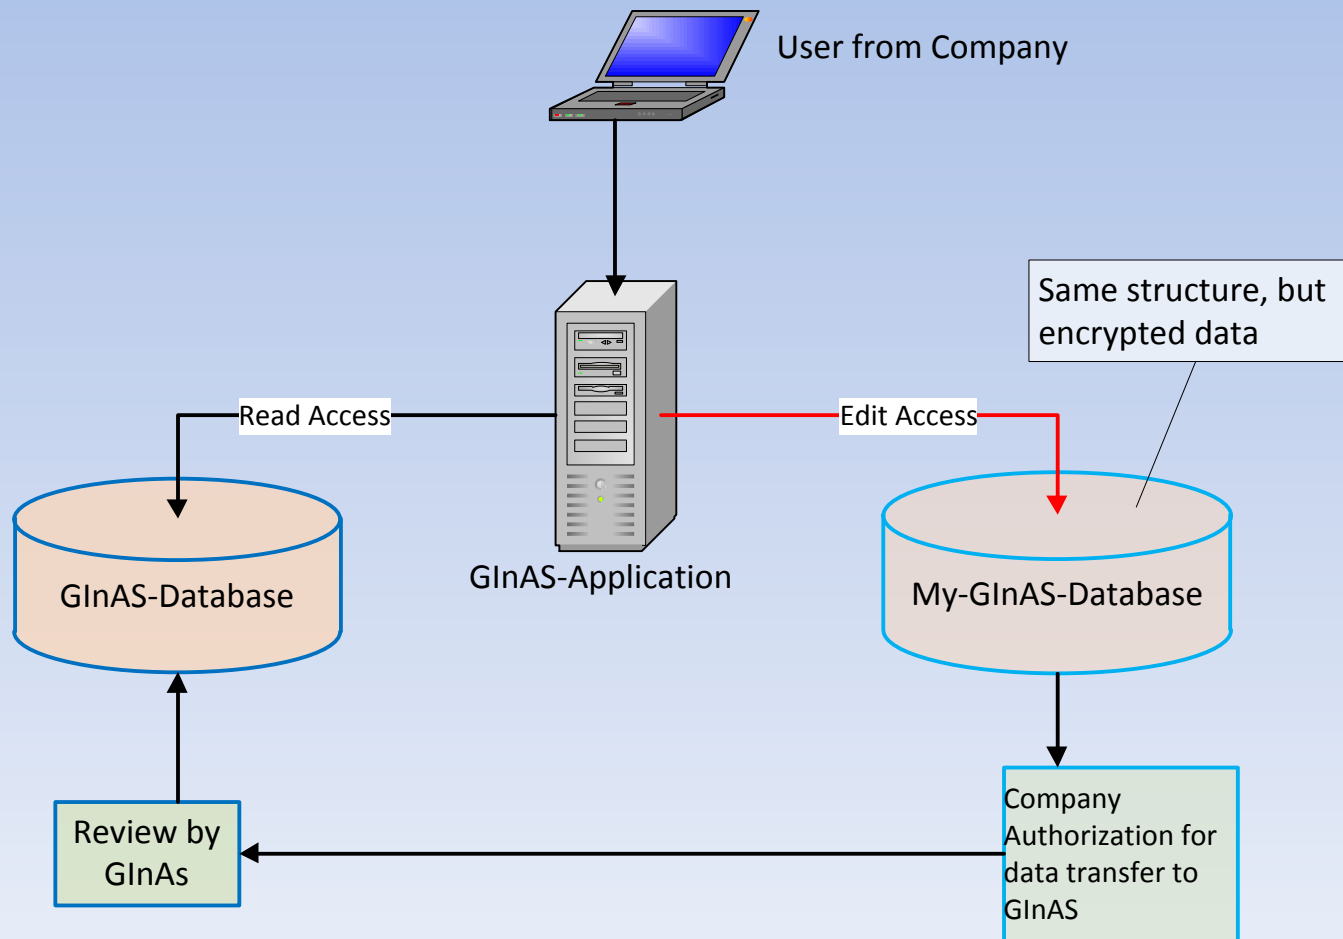 User from Company
Same structure, but
encrypted data
Read Access
Edit Access
GInAS-Application
GInAS-Database
My-GInAS-Database
Review by
GInAs
Company
Authorization for
data transfer to
GInAS